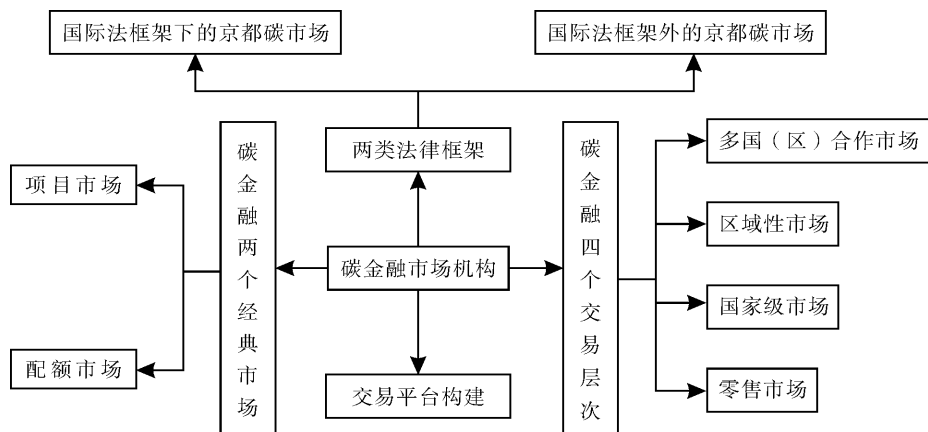 国际法框架下的京都碳市场
国际法框架外的京都碳市场
两类法律框架
碳金融两个经典市场
碳金融四个交易层次
多国（区）合作市场
项目市场
区域性市场
碳金融市场机构
国家级市场
配额市场
交易平台构建
零售市场